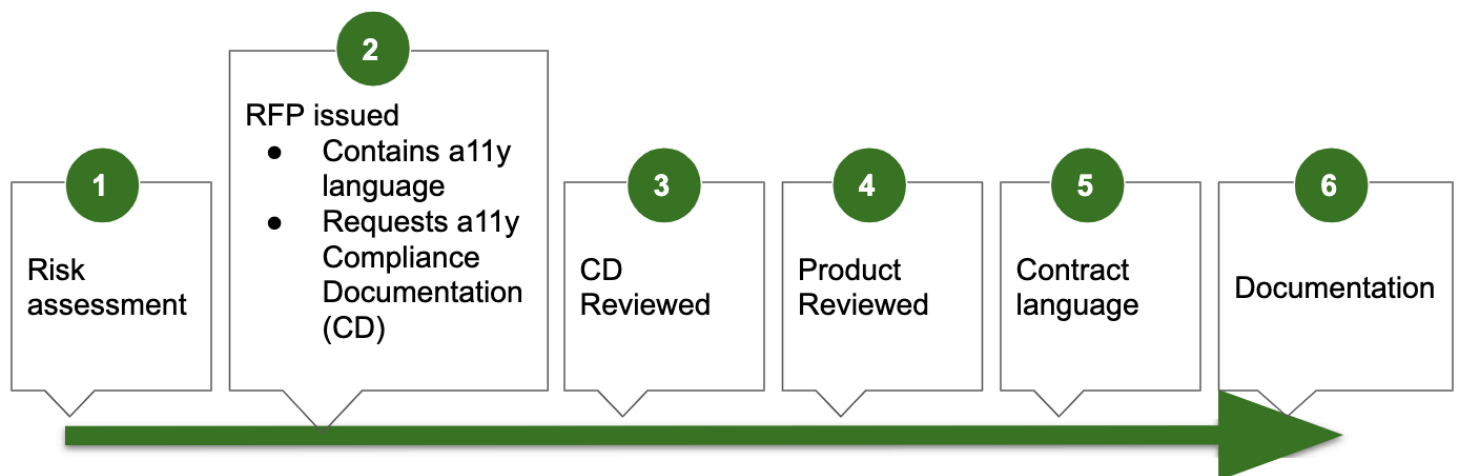 1
Risk
assessment
2
RFP issued
● Contains a11y
language
● Requests a11y
Compliance
Documentation
(CD)
3
CD
Reviewed
4
Product
Reviewed
5
Contract
language
6
Documentation